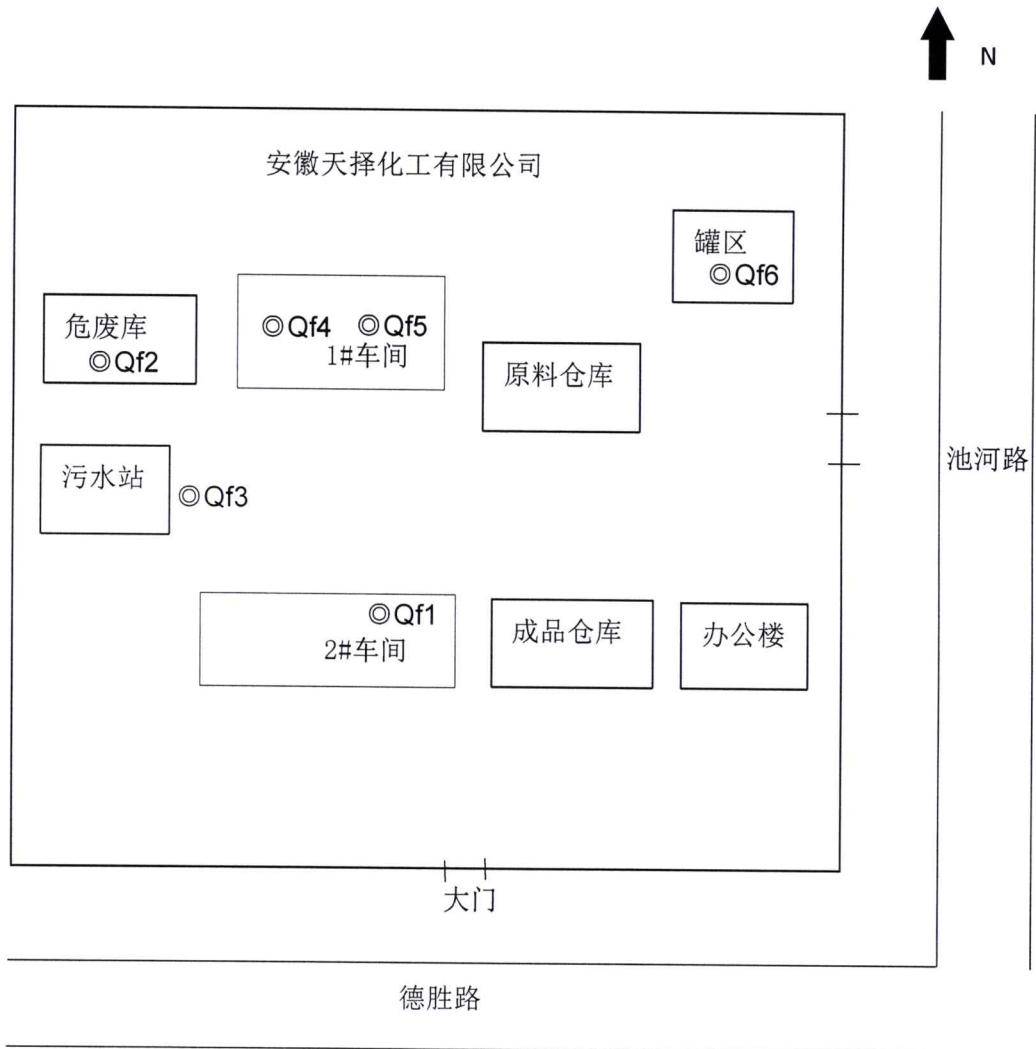 N
安徽天择化工有限公司
罐区
◎Qf6
危废库
◎Qf2
◎Qf4 ◎Qf5
1#车间
原料仓库
污水站
◎Qf3
池河路
◎Qf1
2#车间
成品仓库
办公楼
大门
德胜路